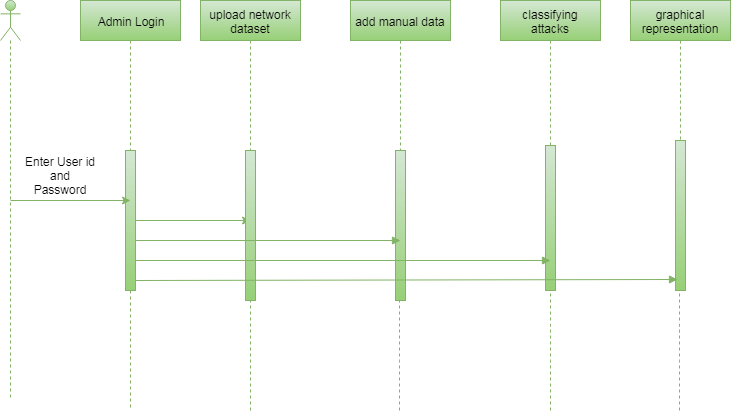 Admin Login
upload network
dataset
add manual data
classifying
attacks
graphical
representation
Enter User id
and
Password